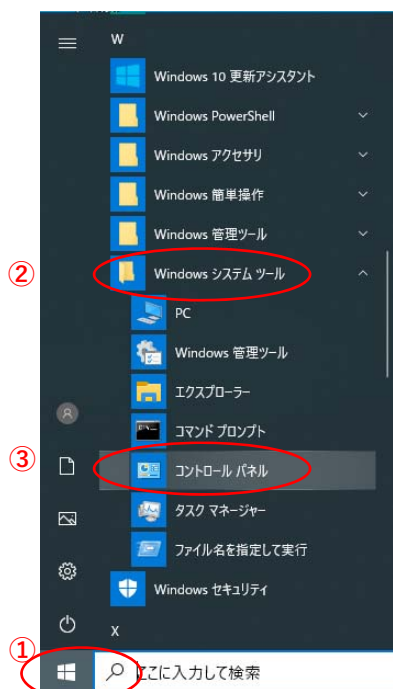 W
Windows 10 更新アシスタント
Windows PowerShell
Windows アクセサリ
Windows 簡単操作
Windows 管理ツール
② Windows システム ツール
PC
Windows 管理ツール
エクスプローラー
コマンド プロンプト
③ コントロール パネル
タスク マネージャー
ファイル名を指定して実行
Windows セキュリティ
X
①
ここに入力して検索